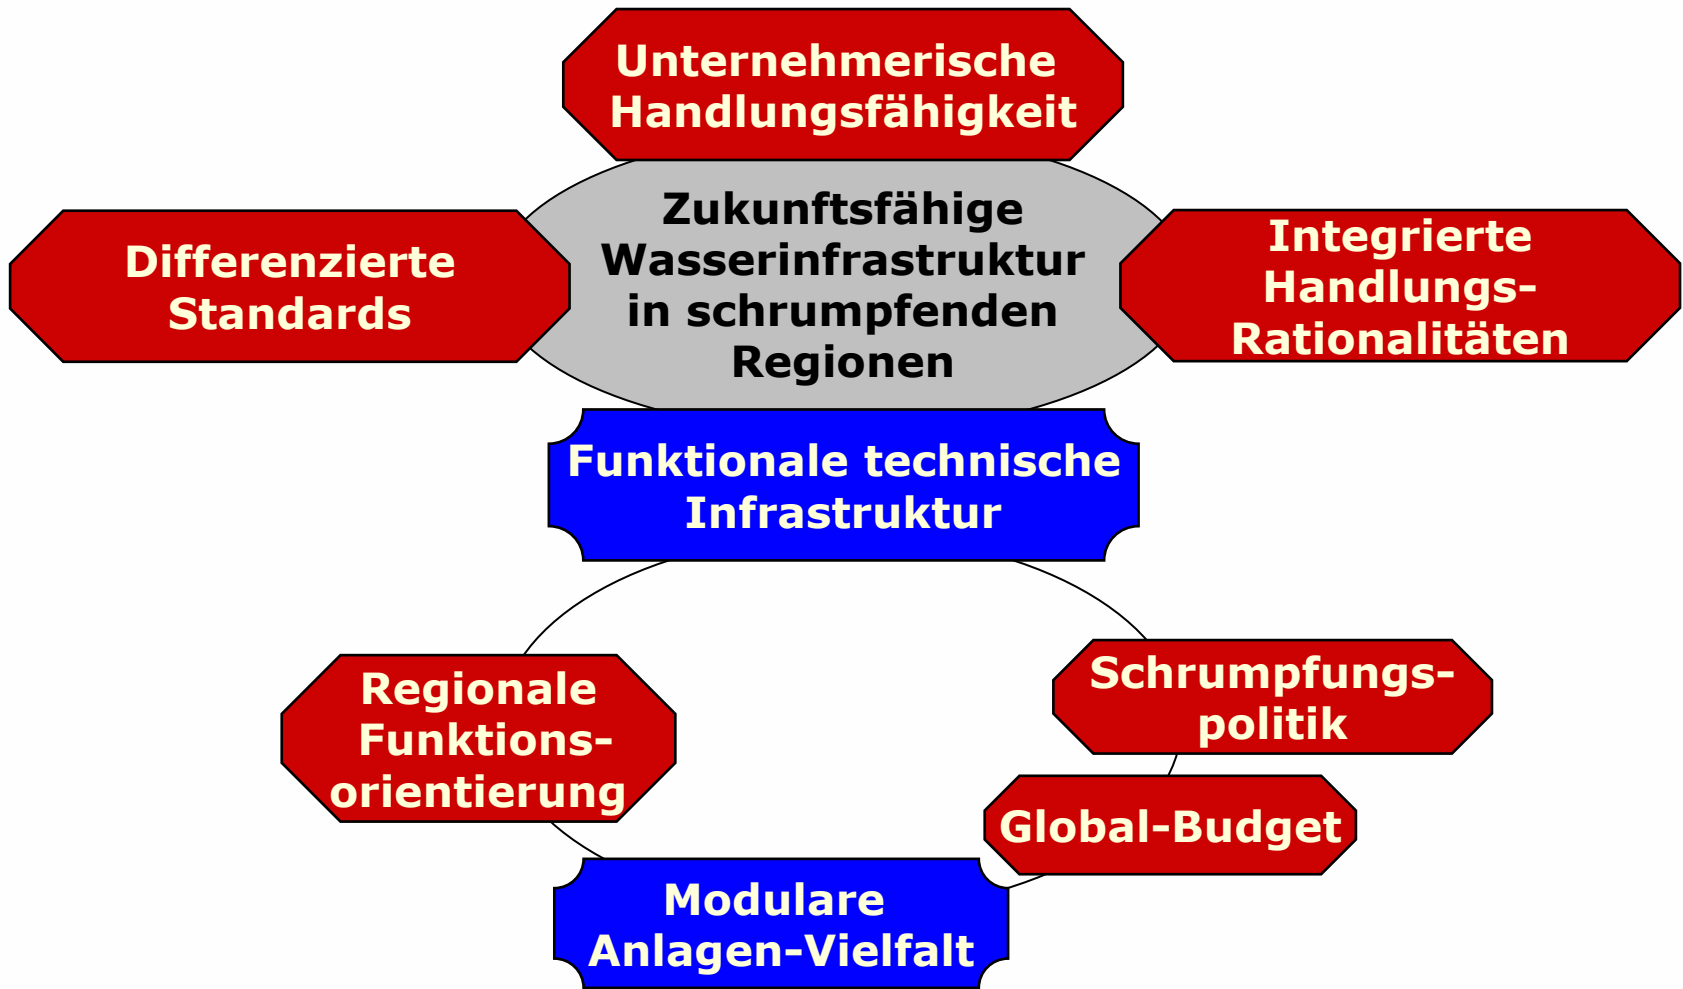 Unternehmerische
Handlungsfähigkeit
Zukunftsfähige
Wasserinfrastruktur
in schrumpfenden
Regionen
Differenzierte
Standards
Integrierte
Handlungs-
Rationalitäten
Funktionale technische
Infrastruktur
Regionale
Funktions-
orientierung
Schrumpfungs-
politik
Global-Budget
Modulare
Anlagen-Vielfalt